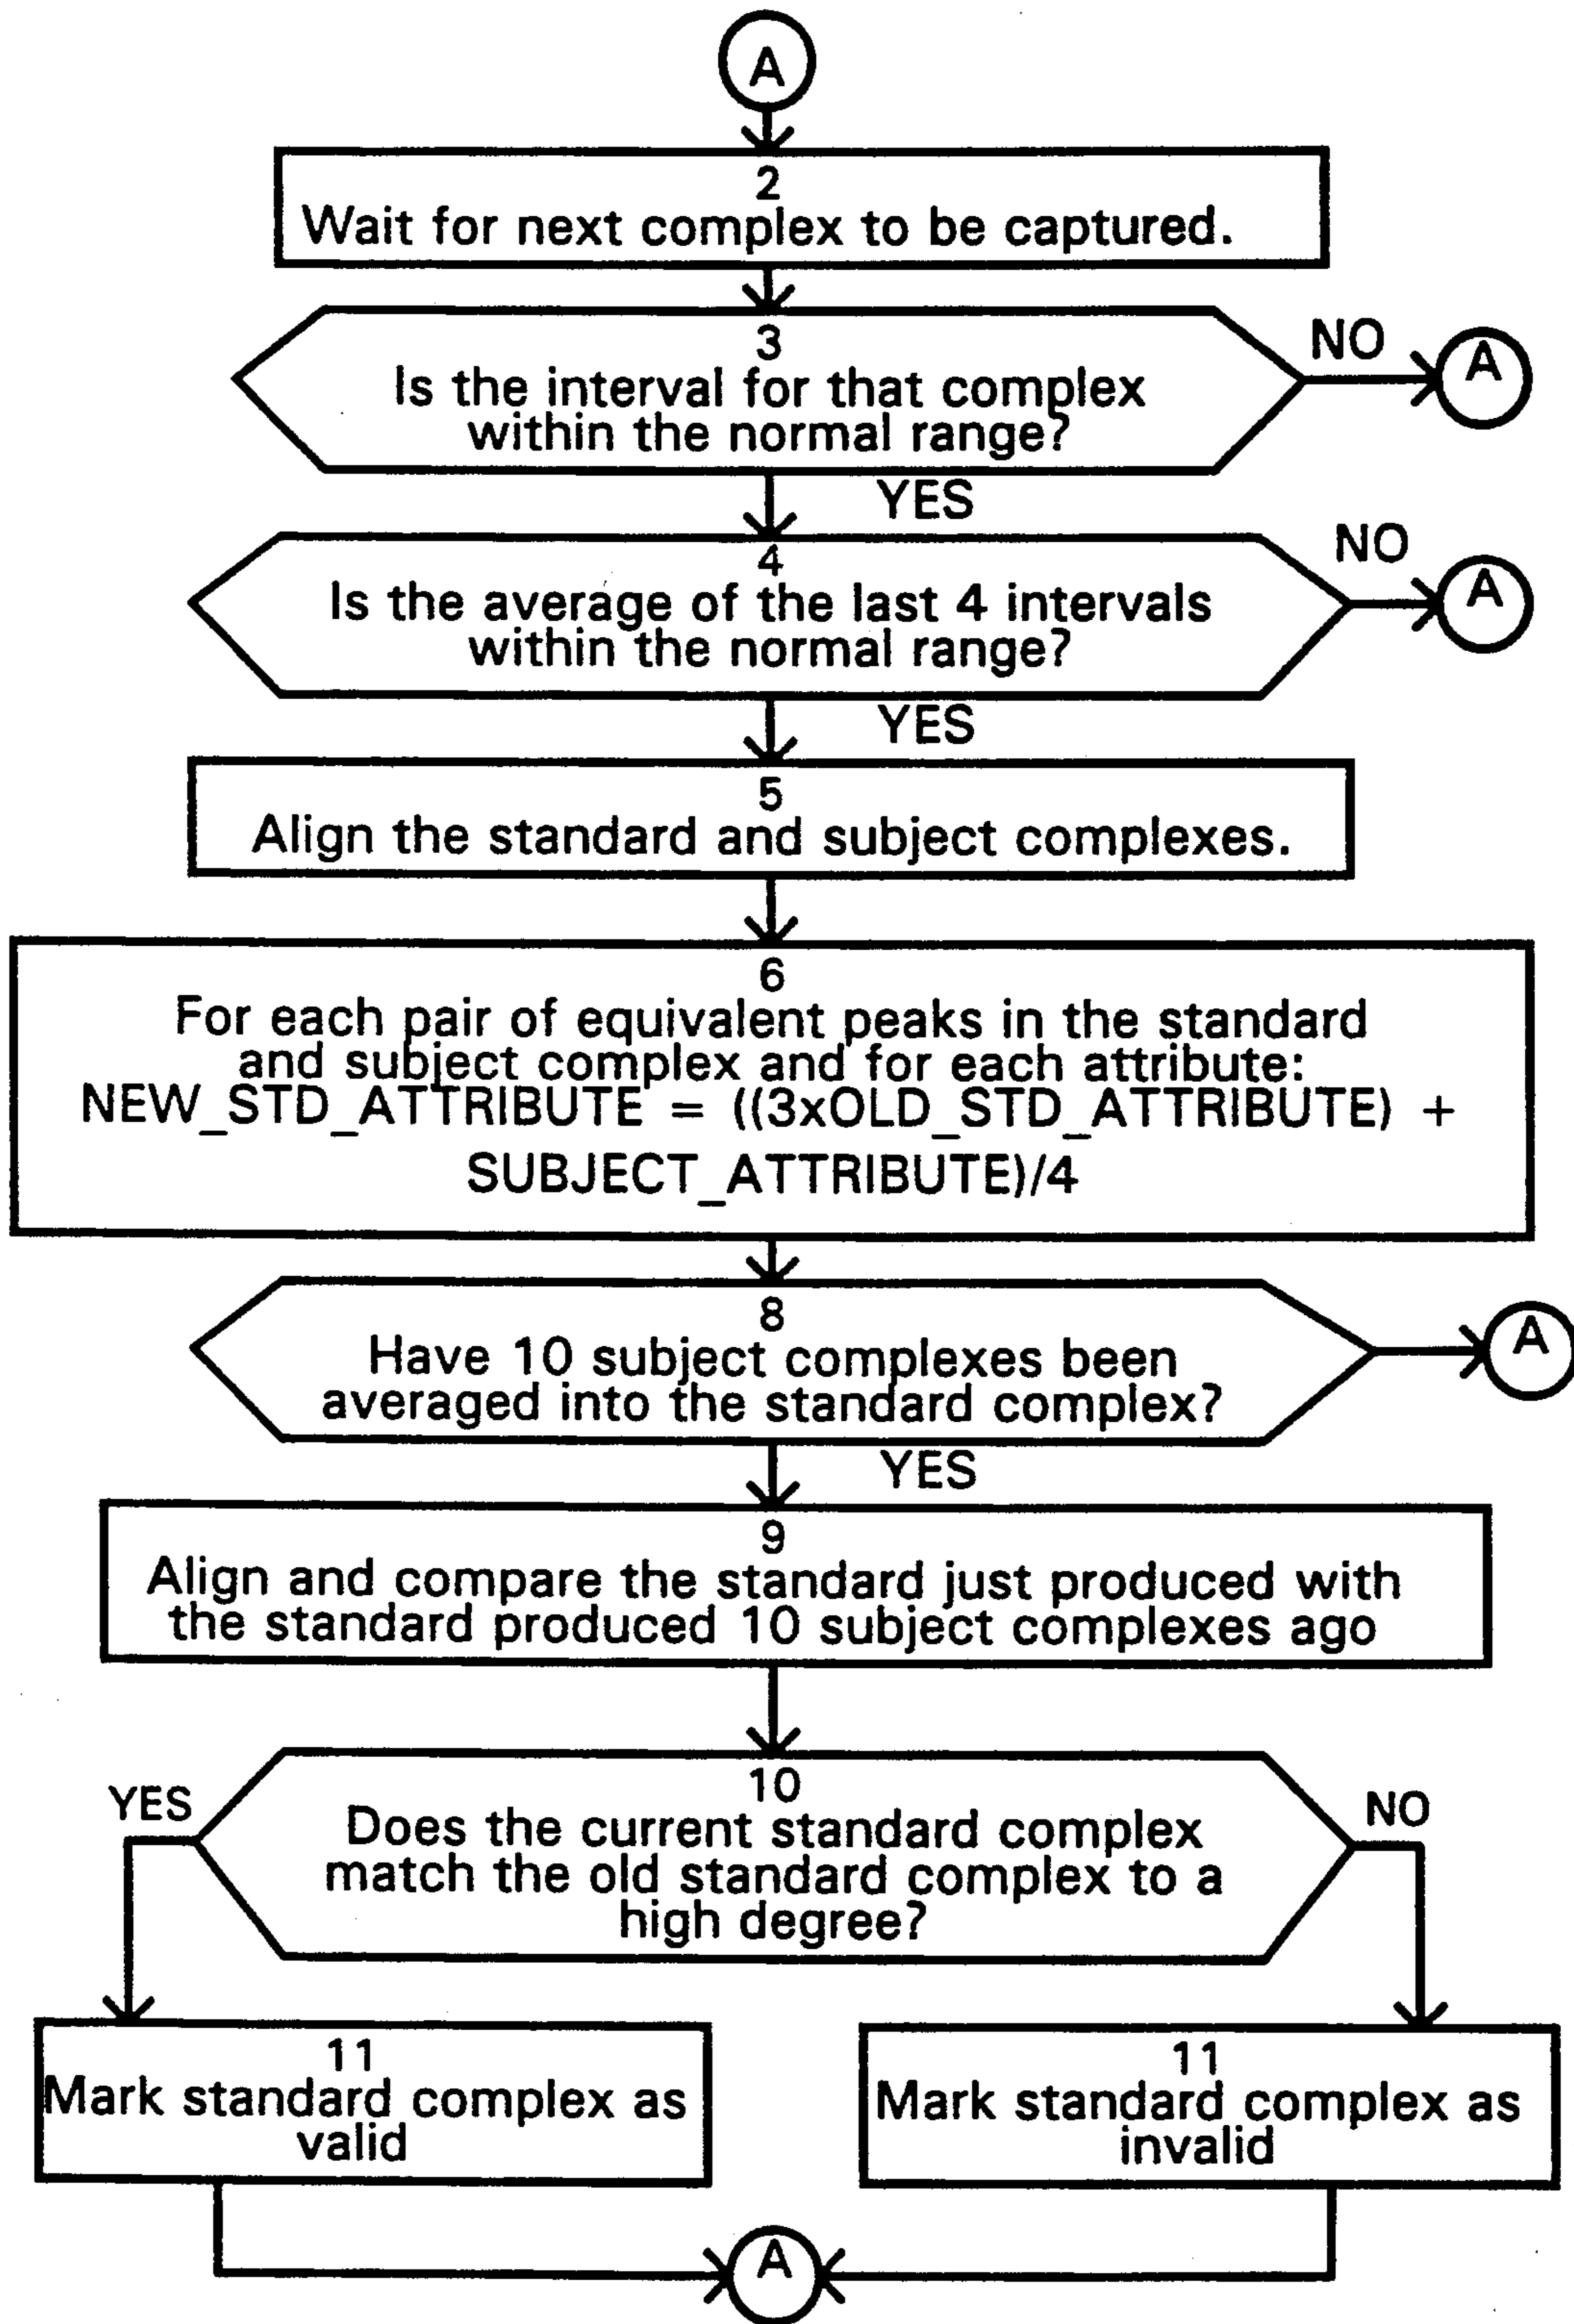 A
2
Wait for next complex to be captured.
3
Is the interval for that complex
within the normal range?
NO
A
YES
4
Is the average of the last 4 intervals
within the normal range?
NO
A
YES
5
Align the standard and subject complexes.
6
For each pair of equivalent peaks in the standard
and subject complex and for each attribute:
NEW_STD_ATTRIBUTE = ((3xOLD_STD_ATTRIBUTE) +
SUBJECT_ATTRIBUTE)/4
8
Have 10 subject complexes been
averaged into the standard complex?
A
YES
9
Align and compare the standard just produced with
the standard produced 10 subject complexes ago
10
Does the current standard complex
match the old standard complex to a
high degree?
YES
NO
11
Mark standard complex as
valid
11
Mark standard complex as
invalid
A